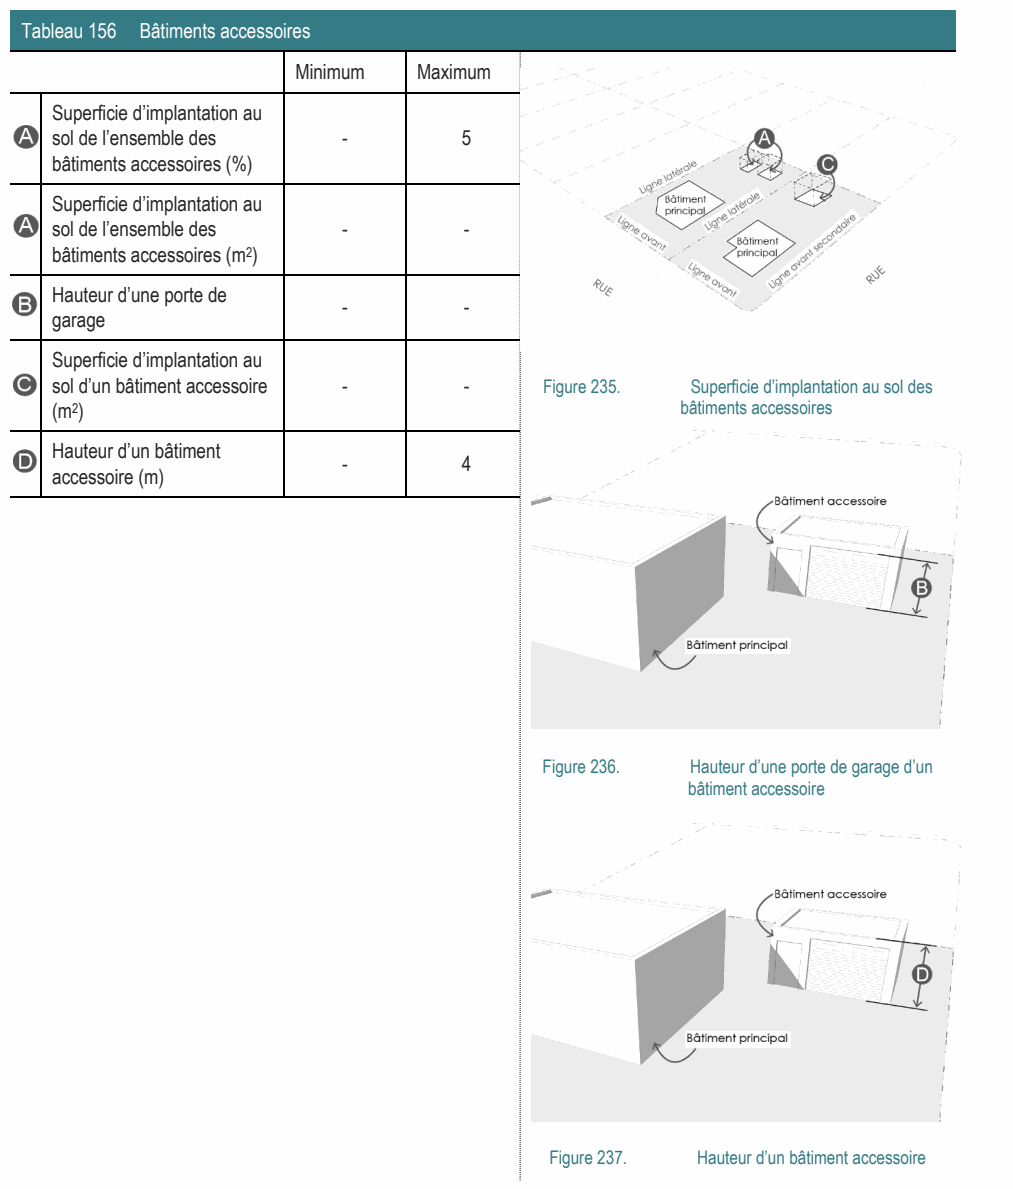 Tableau 156 Bâtiments accessoires
Minimum Maximum
A Superficie d’implantation au
sol de l’ensemble des
bâtiments accessoires (%)
- 5
A Superficie d’implantation au
sol de l’ensemble des
bâtiments accessoires (m2)
- -
B Hauteur d’une porte de
garage
- -
C Superficie d’implantation au
sol d’un bâtiment accessoire
(m2)
- -
D Hauteur d’un bâtiment
accessoire (m)
- 4
A
C
Ligne latérale
Bâtiment
principal
Ligne latérale
Ligne avant
Bâtiment
principal
Ligne avant secondaire
Ligne avant
RUE
RUE
Figure 235. Superficie d’implantation au sol des
bâtiments accessoires
Bâtiment accessoire
B
Bâtiment principal
Figure 236. Hauteur d’une porte de garage d’un
bâtiment accessoire
Bâtiment accessoire
D
Bâtiment principal
Figure 237. Hauteur d’un bâtiment accessoire